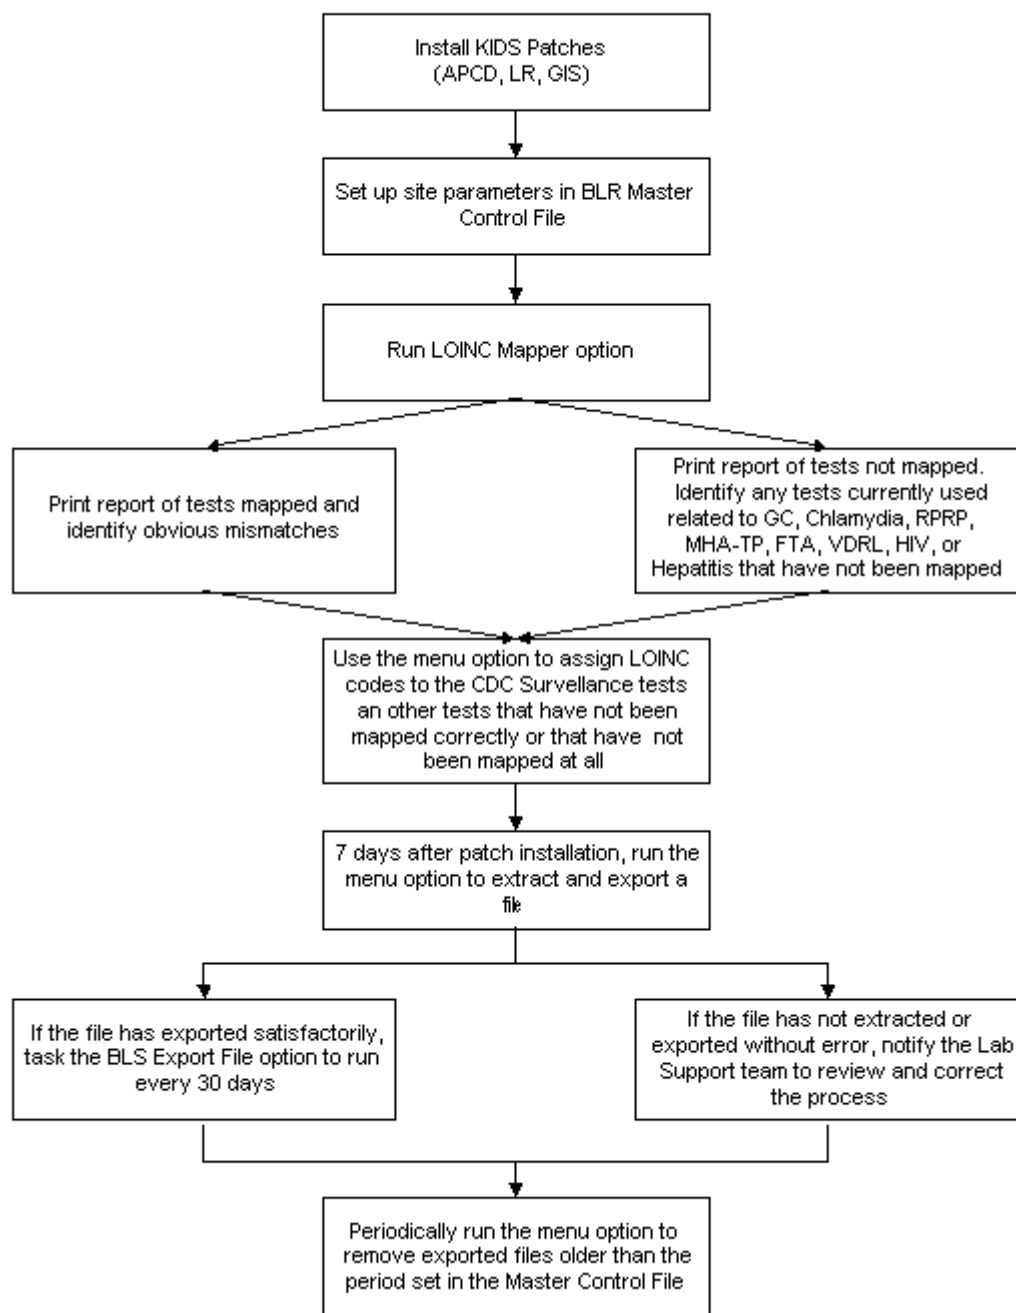 Install KIDS Patches
(APCD, LR, GIS)
Set up site parameters in BLR Master
Control File
Run LOINC Mapper option
Print report of tests mapped and
identify obvious mismatches
Print report of tests not mapped.
Identify any tests currently used
related to GC, Chlamydia, RPRP,
MHA-TP, FTA, VDRL, HIV, or
Hepatitis that have not been mapped
Use the menu option to assign LOINC
codes to the CDC Survellance tests
an other tests that have not been
mapped correctly or that have not
been mapped at all
7 days after patch installation, run the
menu option to extract and export a
file
If the file has exported satisfactorily,
task the BLS Export File option to run
every 30 days
If the file has not extracted or
exported without error, notify the Lab
Support team to review and correct
the process
Periodically run the menu option to
remove exported files older than the
period set in the Master Control File